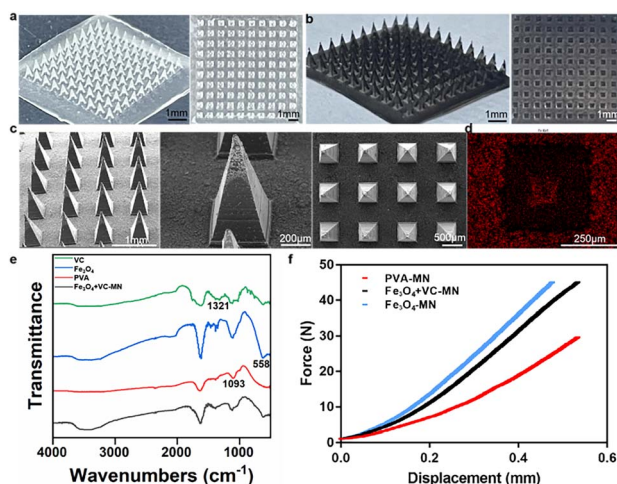 a
b
1mm
1mm
1mm
1mm
c
d
1mm
200μm
500μm
250μm
e
f
VC
Fe₃O₄
PVA
Fe₃O₄+VC-MN
1321
558
1093
Transmittance
4000 3000 2000 1000
Wavenumbers (cm⁻¹)
PVA-MN
Fe₃O₄+VC-MN
Fe₃O₄-MN
Force (N)
50
40
30
20
10
0
0.0 0.2 0.4 0.6
Displacement (mm)